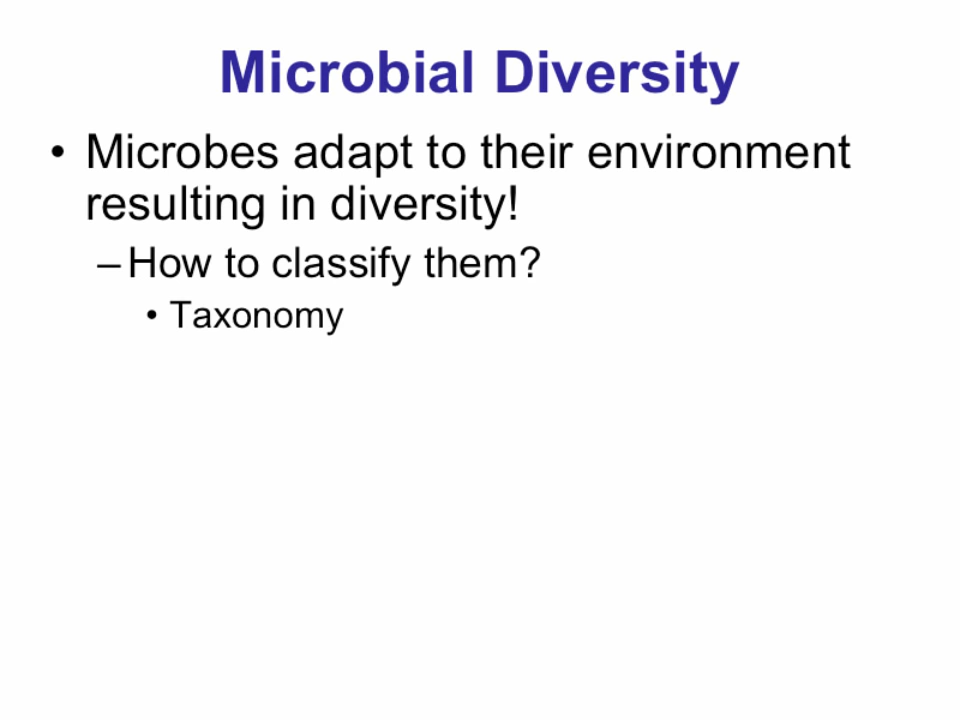 Microbial Diversity
• Microbes adapt to their environment
resulting in diversity!
– How to classify them?
• Taxonomy